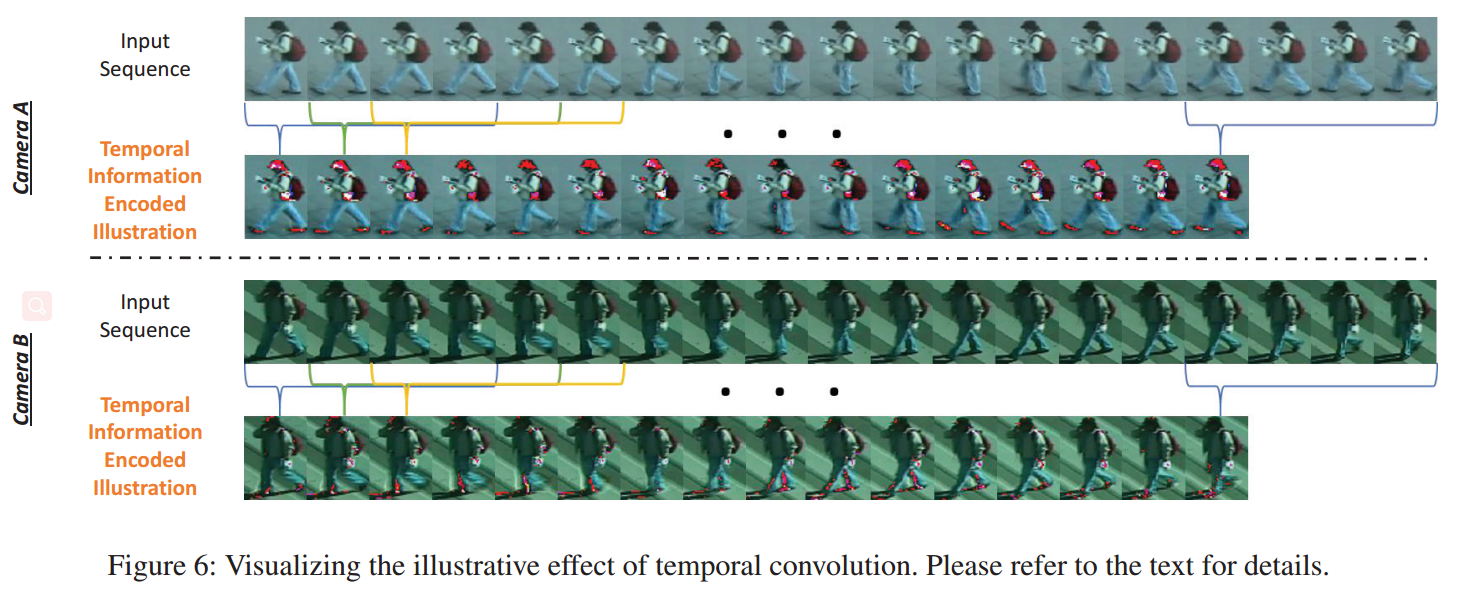 Camera A
Input
Sequence
Temporal
Information
Encoded
Illustration
Camera B
Input
Sequence
Temporal
Information
Encoded
Illustration
Figure 6: Visualizing the illustrative effect of temporal convolution. Please refer to the text for details.